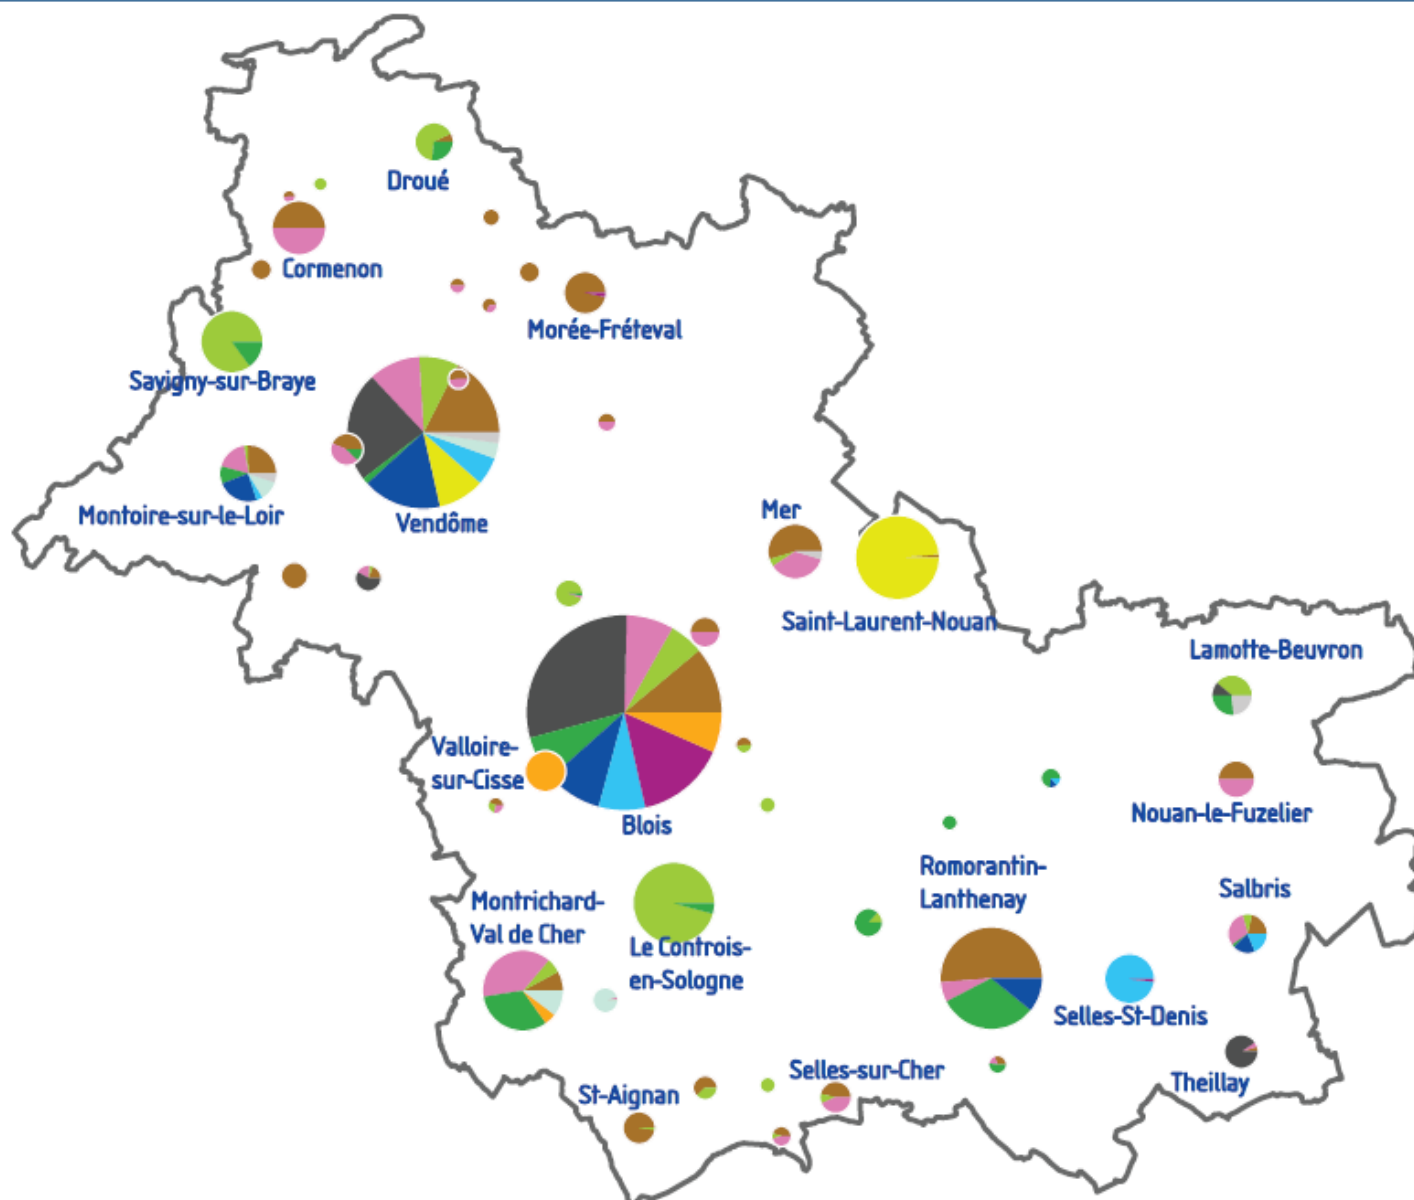 Droué
Cormenon
Morée-Fréteval
Savigny-sur-Braye
Montoire-sur-le-Loir
Vendôme
Mer
Saint-Laurent-Nouan
Lamotte-Beuvron
Valloire-
sur-Cisse
Blois
Nouan-le-Fuzelier
Romorantin-
Lanthenay
Salbris
Montrichard-
Val de Cher
Le Controis-
en-Sologne
Selles-St-Denis
Selles-sur-Cher
Theillay
St-Aignan